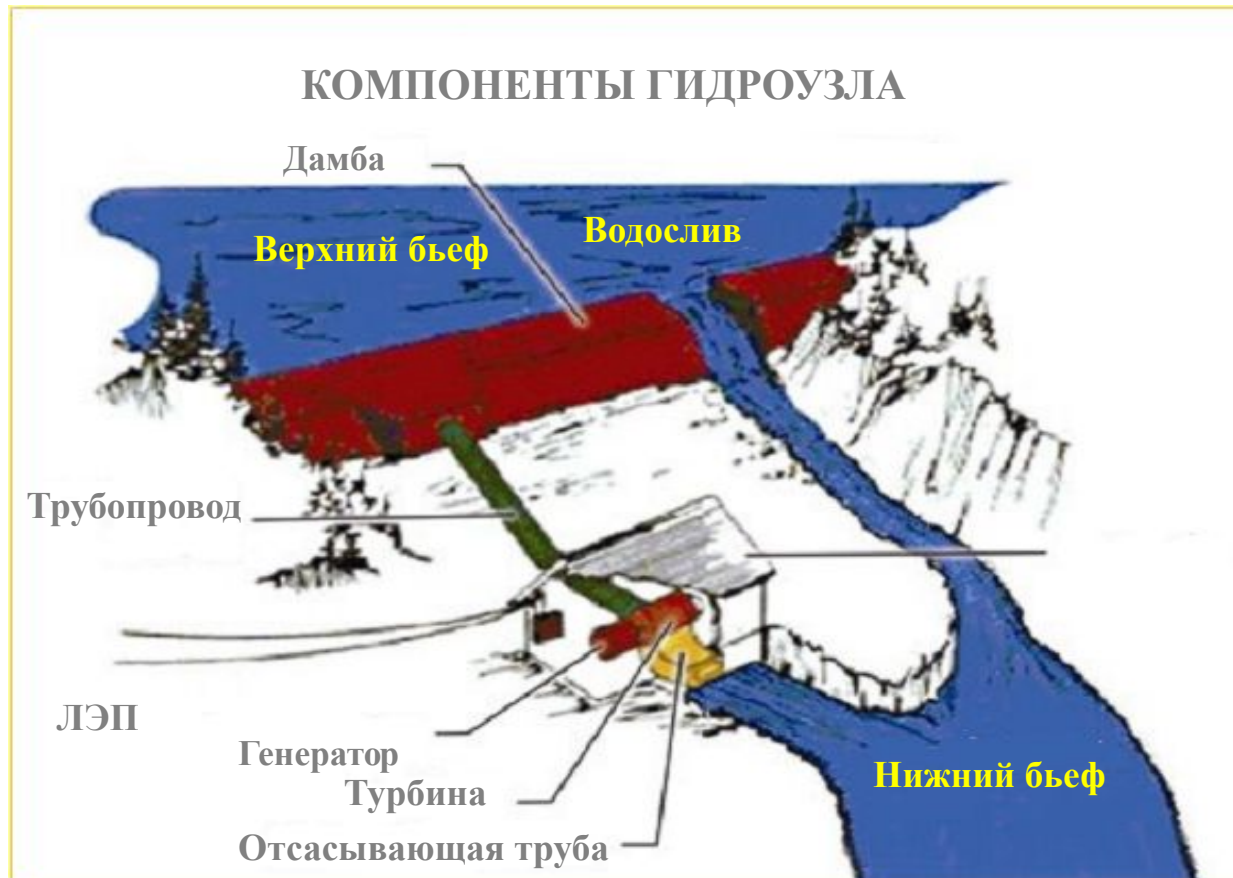 КОМПОНЕНТЫ ГИДРОУЗЛА
Дамба
Водослив
Верхний бьеф
Трубопровод
ЛЭП
Генератор
Турбина
Отсасывающая труба
Нижний бьеф